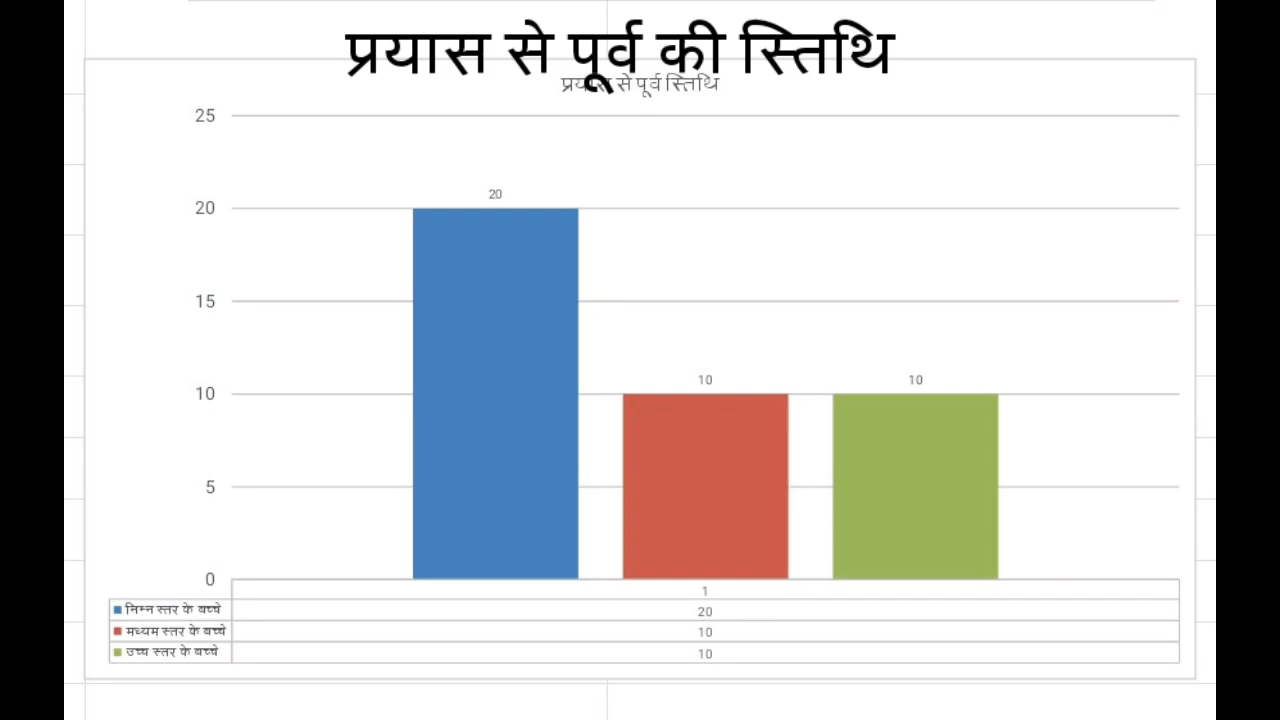 प्रयास से पूर्व की स्तिथि
प्रयास से पूर्व स्तिथि
25
20
20
15
10
10
10
5
0
1
निम्न स्तर के बच्चे 20
मध्यम स्तर के बच्चे 10
उच्च स्तर के बच्चे 10